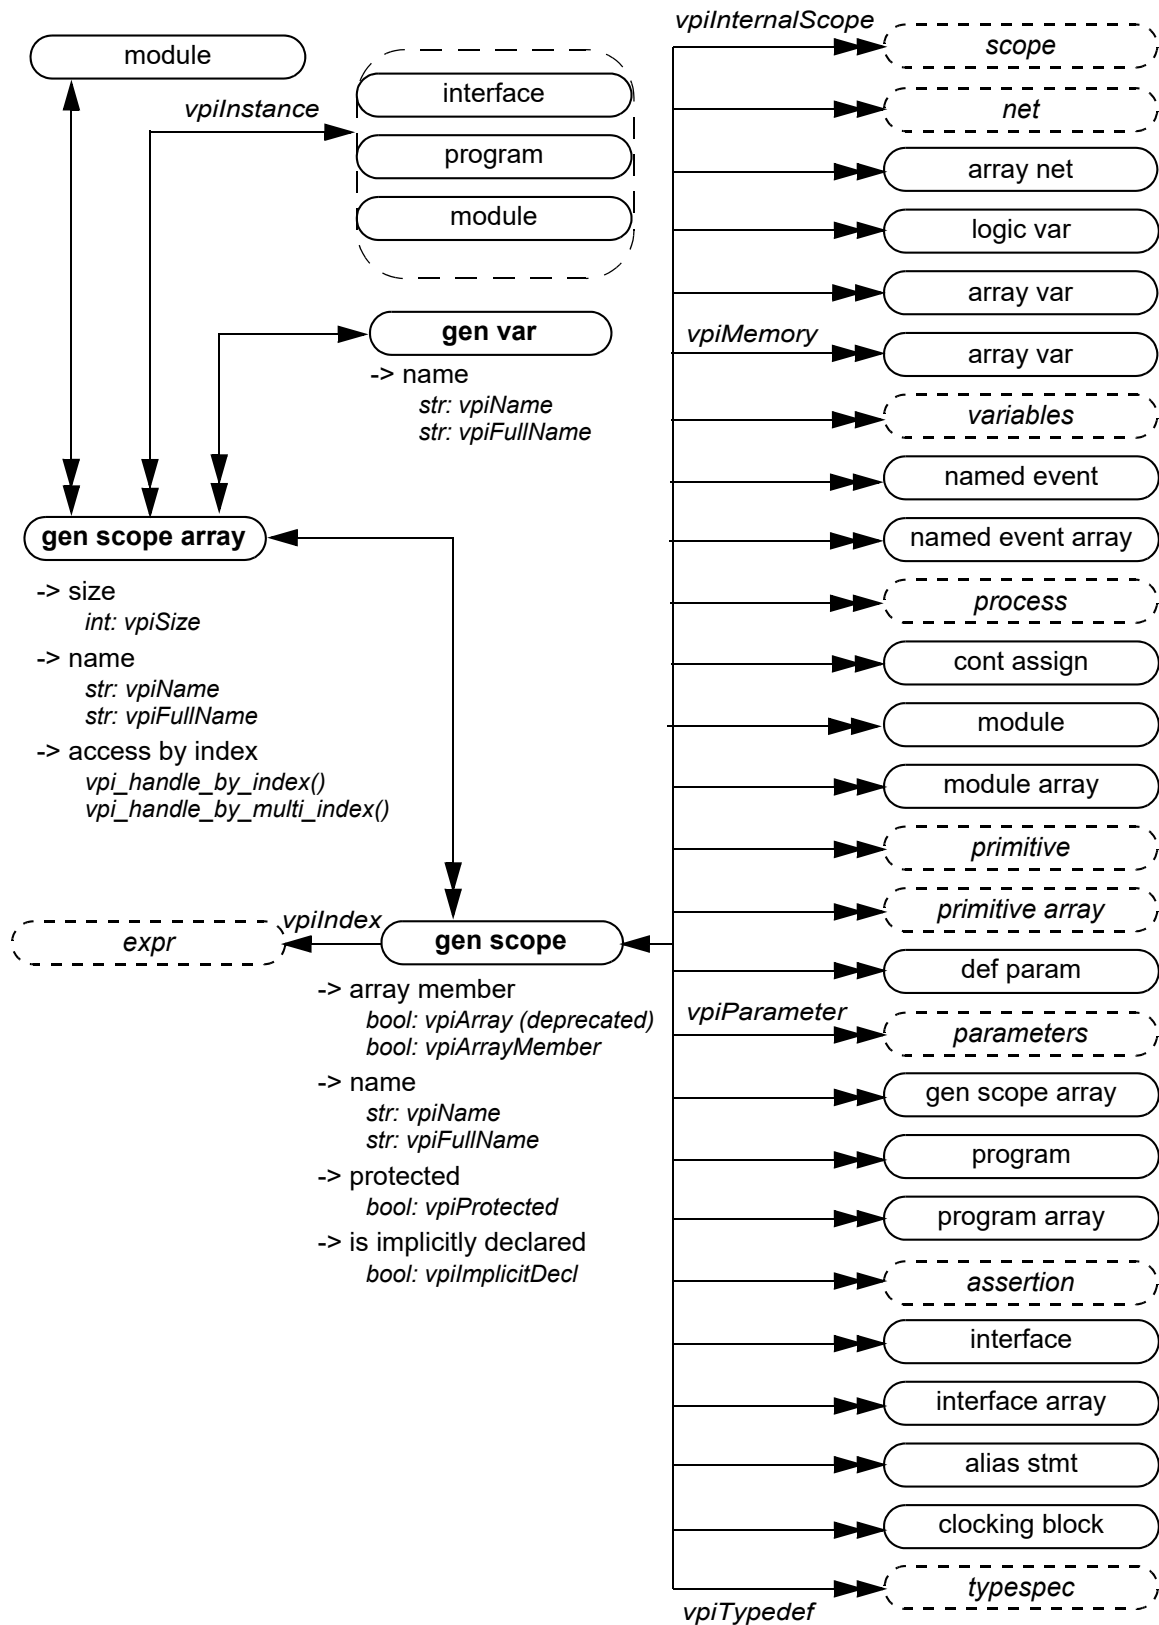 module
vpiInstance
interface
program
module
gen var
-> name
str: vpiName
str: vpiFullName
gen scope array
-> size
int: vpiSize
-> name
str: vpiName
str: vpiFullName
-> access by index
vpi_handle_by_index()
vpi_handle_by_multi_index()
expr
vpiIndex
gen scope
-> array member
bool: vpiArray (deprecated)
bool: vpiArrayMember
-> name
str: vpiName
str: vpiFullName
-> protected
bool: vpiProtected
-> is implicitly declared
bool: vpiImplicitDecl
vpiInternalScope
scope
net
array net
logic var
array var
vpiMemory
array var
variables
named event
named event array
process
cont assign
module
module array
primitive
primitive array
def param
vpiParameter
parameters
gen scope array
program
program array
assertion
interface
interface array
alias stmt
clocking block
typespec
vpiTypedef